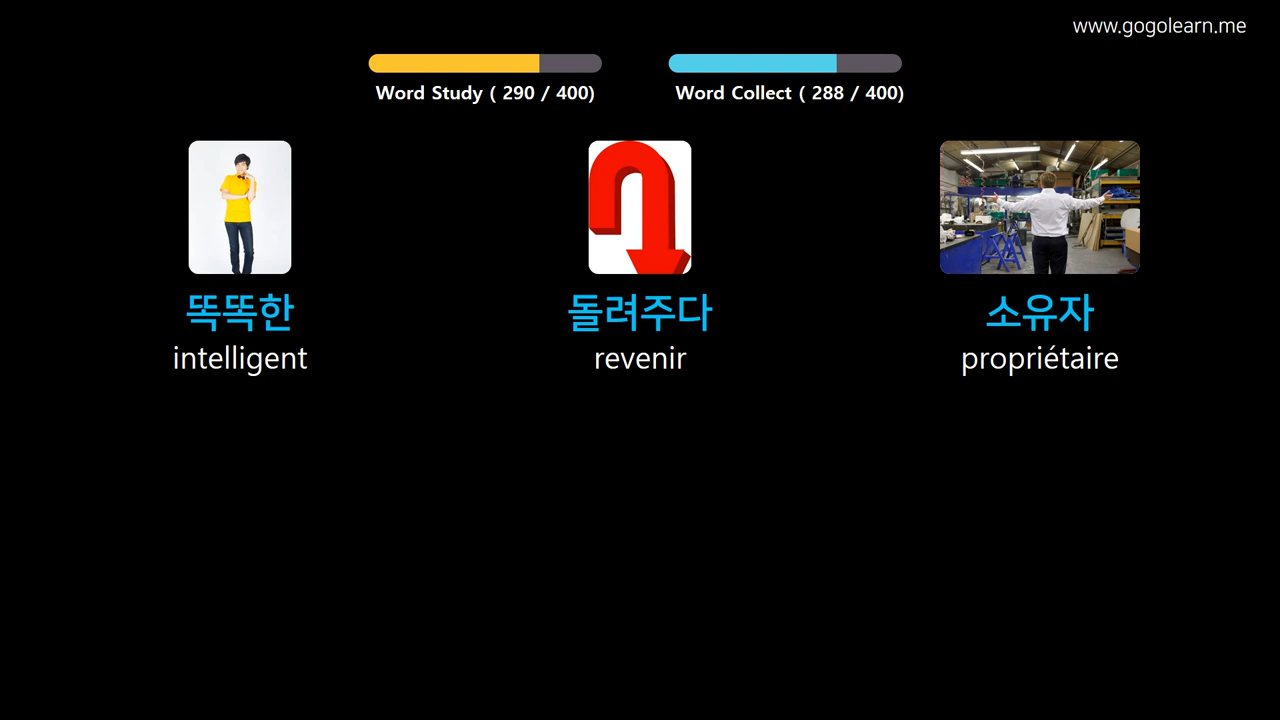 www.gogolearn.me
Word Study ( 290 / 400)
Word Collect ( 288 / 400)
똑똑한
돌려주다
소유자
intelligent
revenir
propriétaire